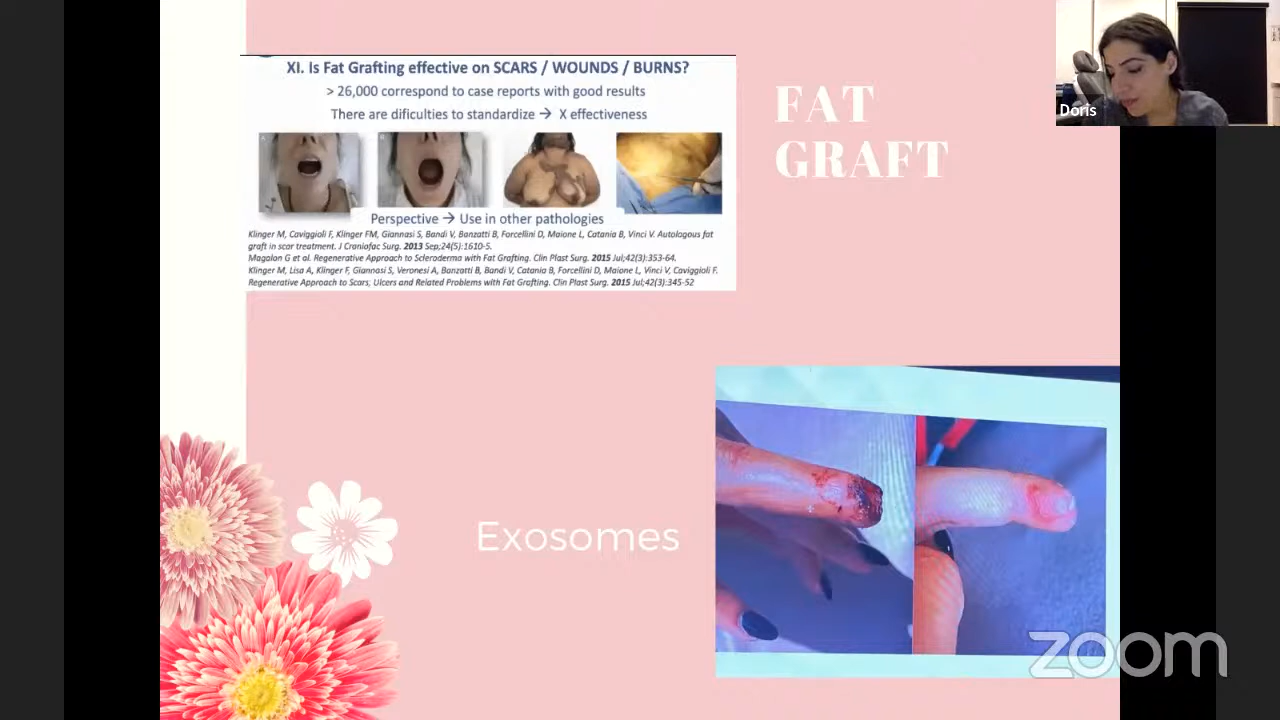 XI. Is Fat Grafting effective on SCARS / WOUNDS / BURNS?
> 26,000 correspond to case reports with good results
There are dificulties to standardize → X effectiveness
Perspective → Use in other pathologies
Klinger M, Caviggioli F, Klinger FM, Giannasi S, Bandi V, Banzatti B, Forcellini D, Maione L, Catania B, Vinci V. Autologous fat
graft in scar treatment. J Craniofac Surg. 2013 Sep;24(5):1610-5.
Magalon G et al. Regenerative Approach to Scleroderma with Fat Grafting. Clin Plast Surg. 2015 Jul;42(3):353-64.
Klinger M, Lisa A, Klinger F, Giannasi S, Veronesi A, Banzatti B, Bandi V, Catania B, Forcellini D, Maione L, Vinci V, Caviggioli F.
Regenerative Approach to Scars, Ulcers and Related Problems with Fat Grafting. Clin Plast Surg. 2015 Jul;42(3):345-52
FAT
GRAFT
Doris
Exosomes
zoom